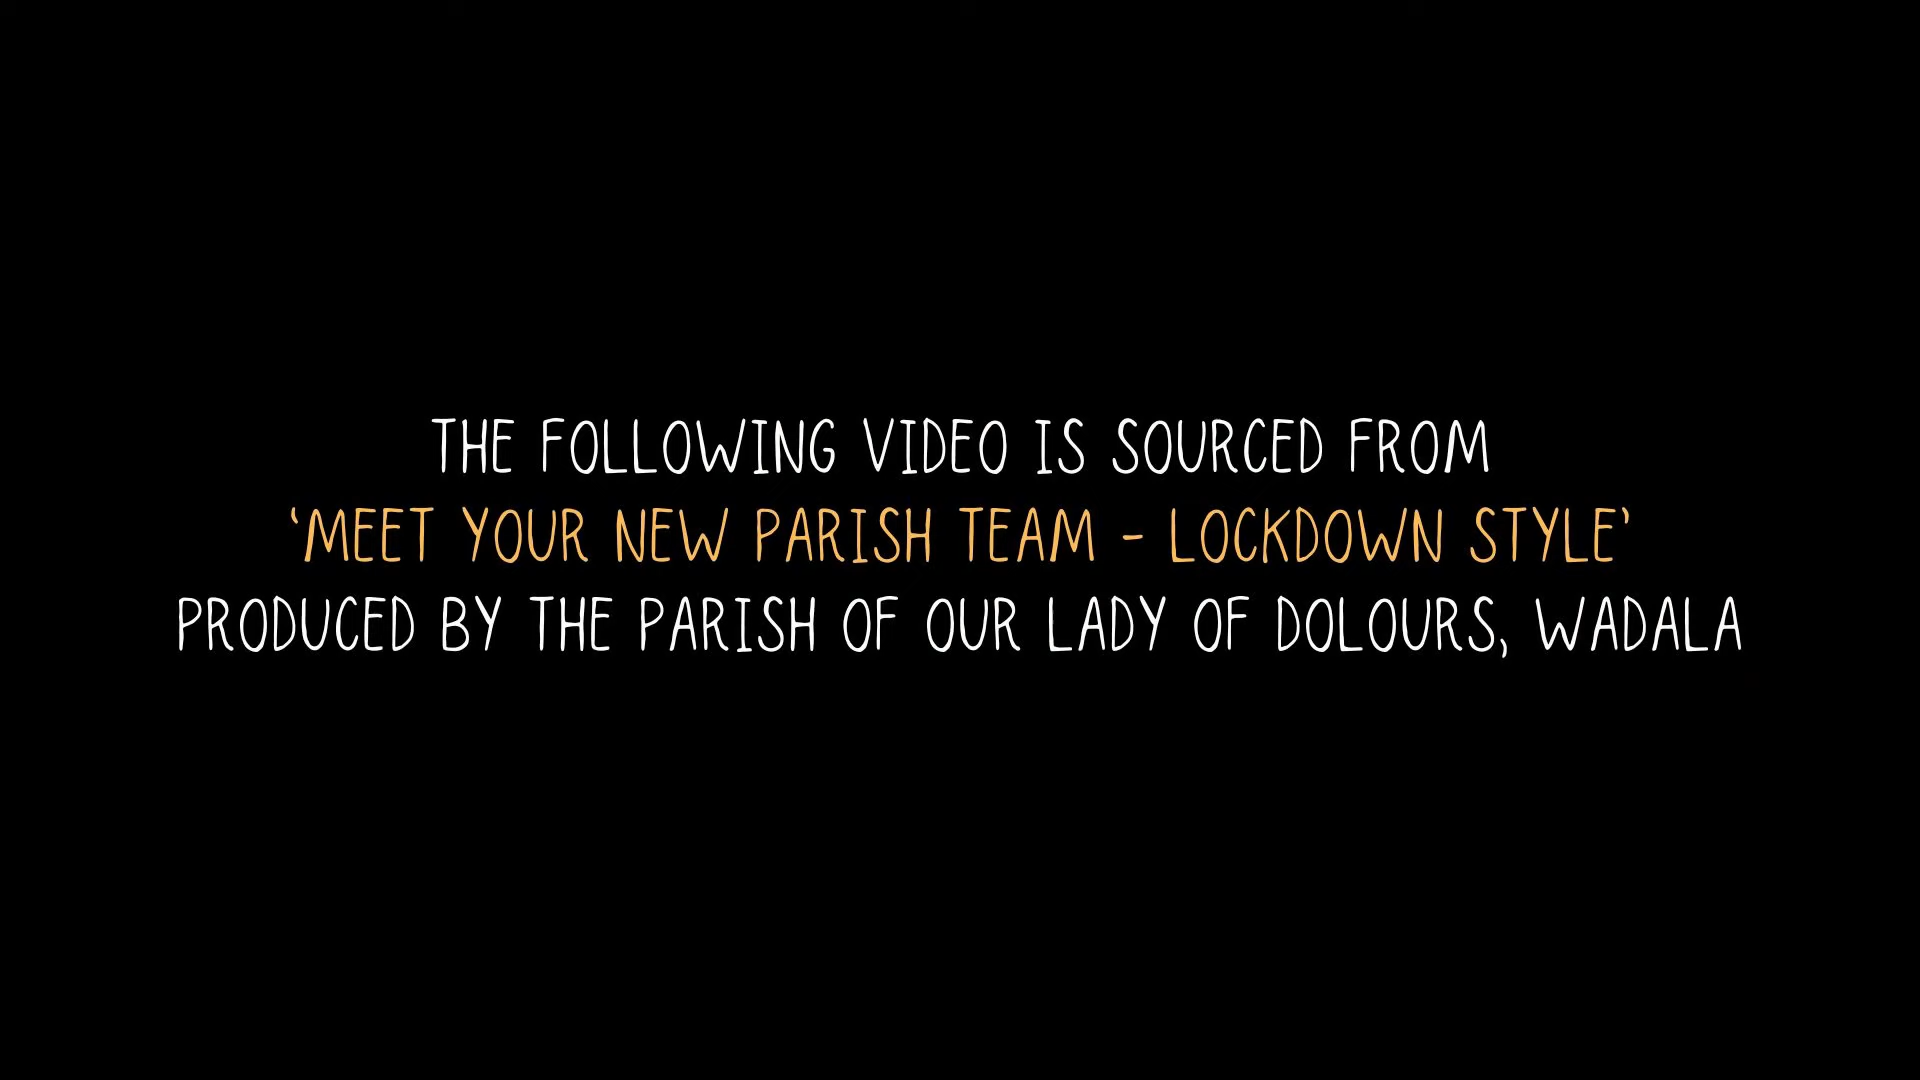 THE FOLLOWING VIDEO IS SOURCED FROM
‘MEET YOUR NEW PARISH TEAM - LOCKDOWN STYLE’
PRODUCED BY THE PARISH OF OUR LADY OF DOLOURS, WADALA